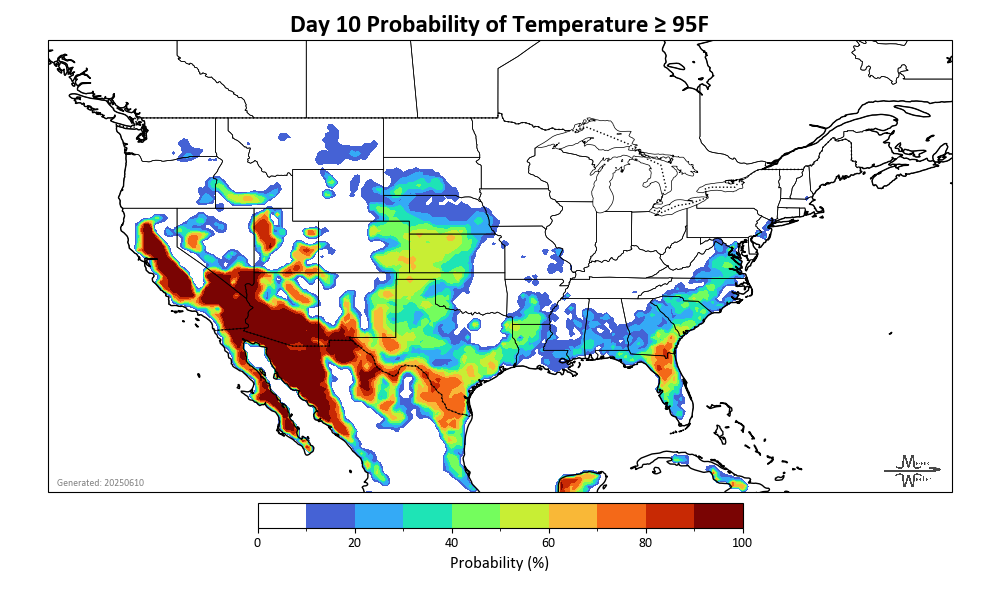 Day 10 Probability of Temperature ≥ 95F
Generated: 20250610
0 20 40 60 80 100
Probability (%)